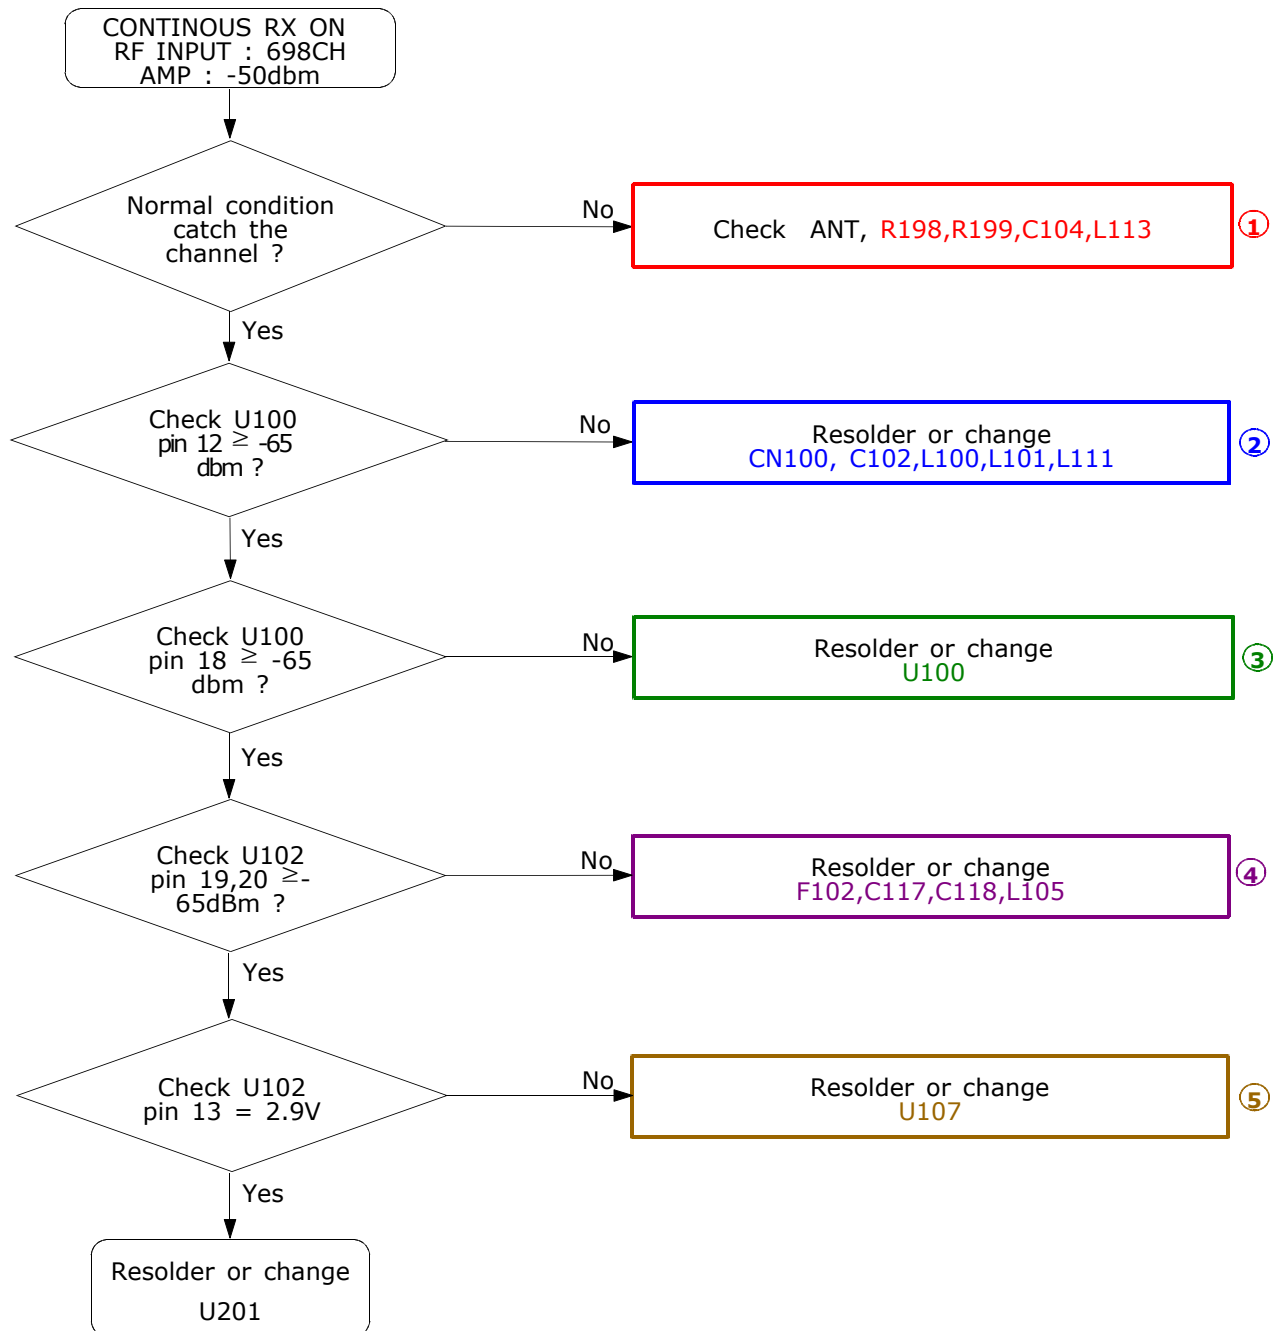 CONTINOUS RX ON
RF INPUT : 698CH
AMP : -50dbm
Normal condition
catch the
channel ?
No
Check ANT, R198,R199,C104,L113
①
Yes
Check U100
pin 12 ≥ -65
dbm ?
No
Resolder or change
CN100, C102,L100,L101,L111
②
Yes
Check U100
pin 18 ≥ -65
dbm ?
No
Resolder or change
U100
③
Yes
Check U102
pin 19,20 ≥-
65dBm ?
No
Resolder or change
F102,C117,C118,L105
④
Yes
Check U102
pin 13 = 2.9V
No
Resolder or change
U107
⑤
Yes
Resolder or change
U201